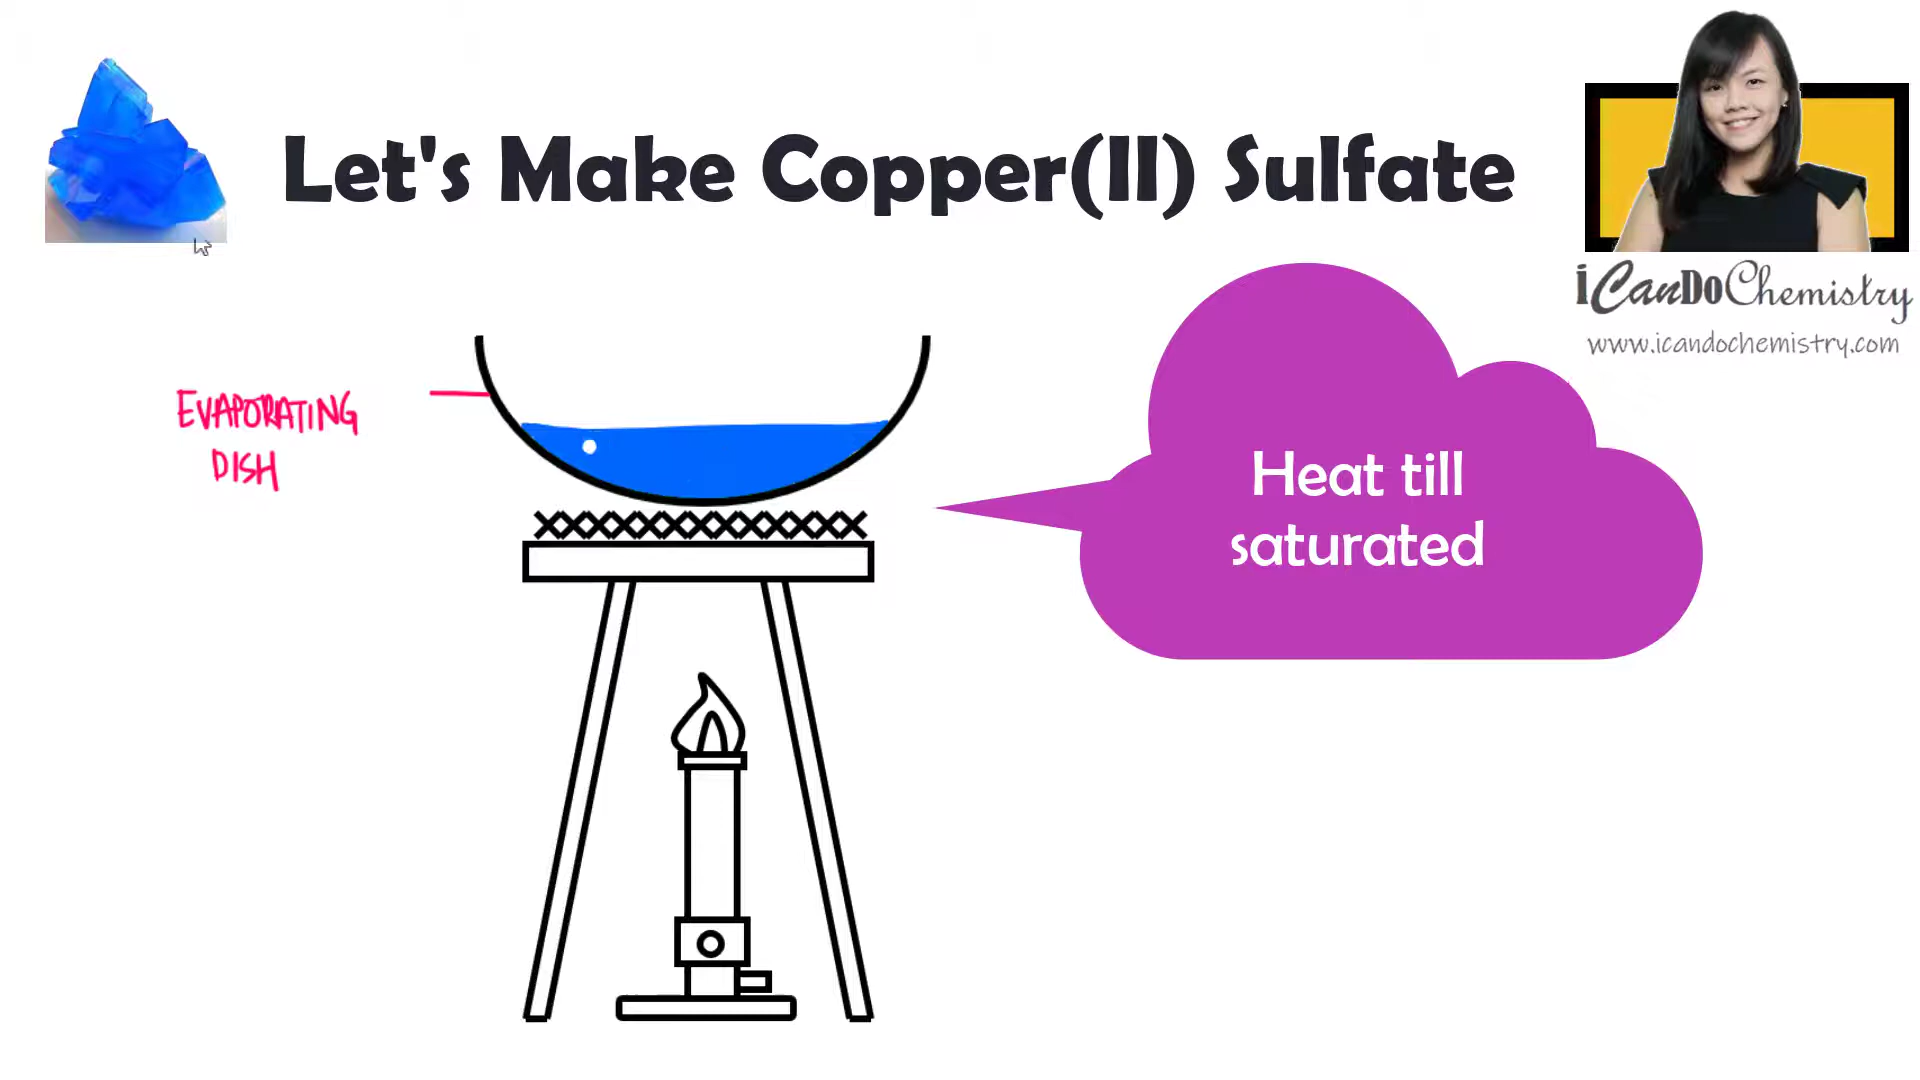 Let's Make Copper(II) Sulfate
iCanDoChemistry
www.icandochemistry.com
EVAPORATING
DISH
Heat till
saturated